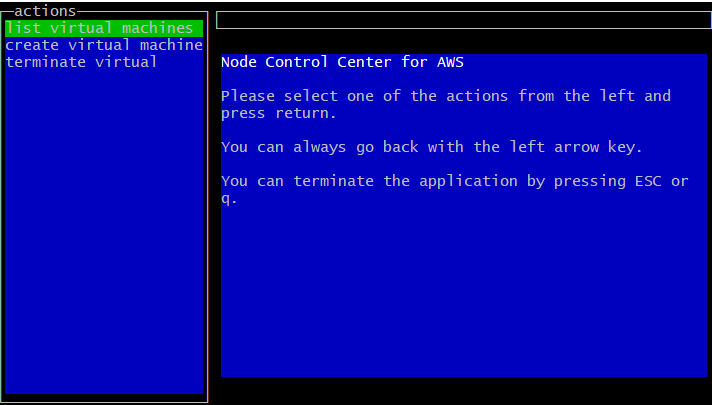 actions
list virtual machines
create virtual machine
terminate virtual
Node Control Center for AWS
Please select one of the actions from the left and
press return.
You can always go back with the left arrow key.
You can terminate the application by pressing ESC or
q.